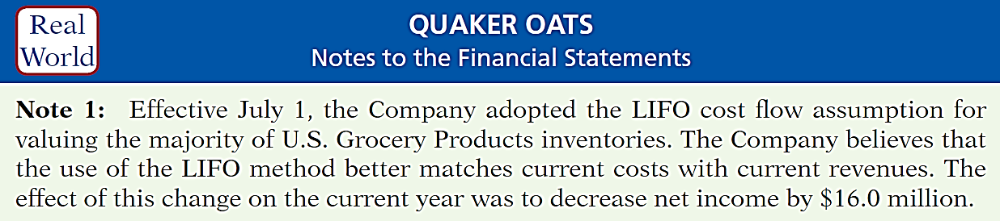 Real
World
QUAKER OATS
Notes to the Financial Statements
Note 1: Effective July 1, the Company adopted the LIFO cost flow assumption for
valuing the majority of U.S. Grocery Products inventories. The Company believes that
the use of the LIFO method better matches current costs with current revenues. The
effect of this change on the current year was to decrease net income by $16.0 million.